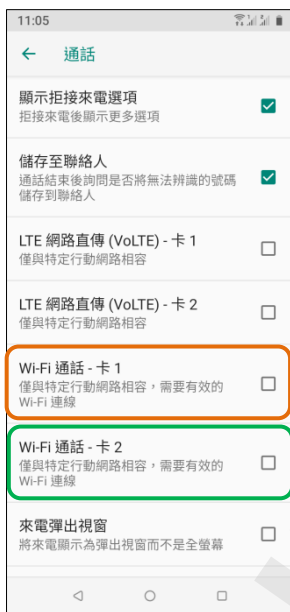 11:05
通話
顯示拒接來電選項
拒接來電後顯示更多選項
儲存至聯絡人
通話結束後詢問是否將無法辨識的號碼
儲存到聯絡人
LTE 網路直傳 (VoLTE) - 卡 1
僅與特定行動網路相容
LTE 網路直傳 (VoLTE) - 卡 2
僅與特定行動網路相容
Wi-Fi 通話 - 卡 1
僅與特定行動網路相容，需要有效的
Wi-Fi 連線
Wi-Fi 通話 - 卡 2
僅與特定行動網路相容，需要有效的
Wi-Fi 連線
來電彈出視窗
將來電顯示為彈出視窗而不是全螢幕